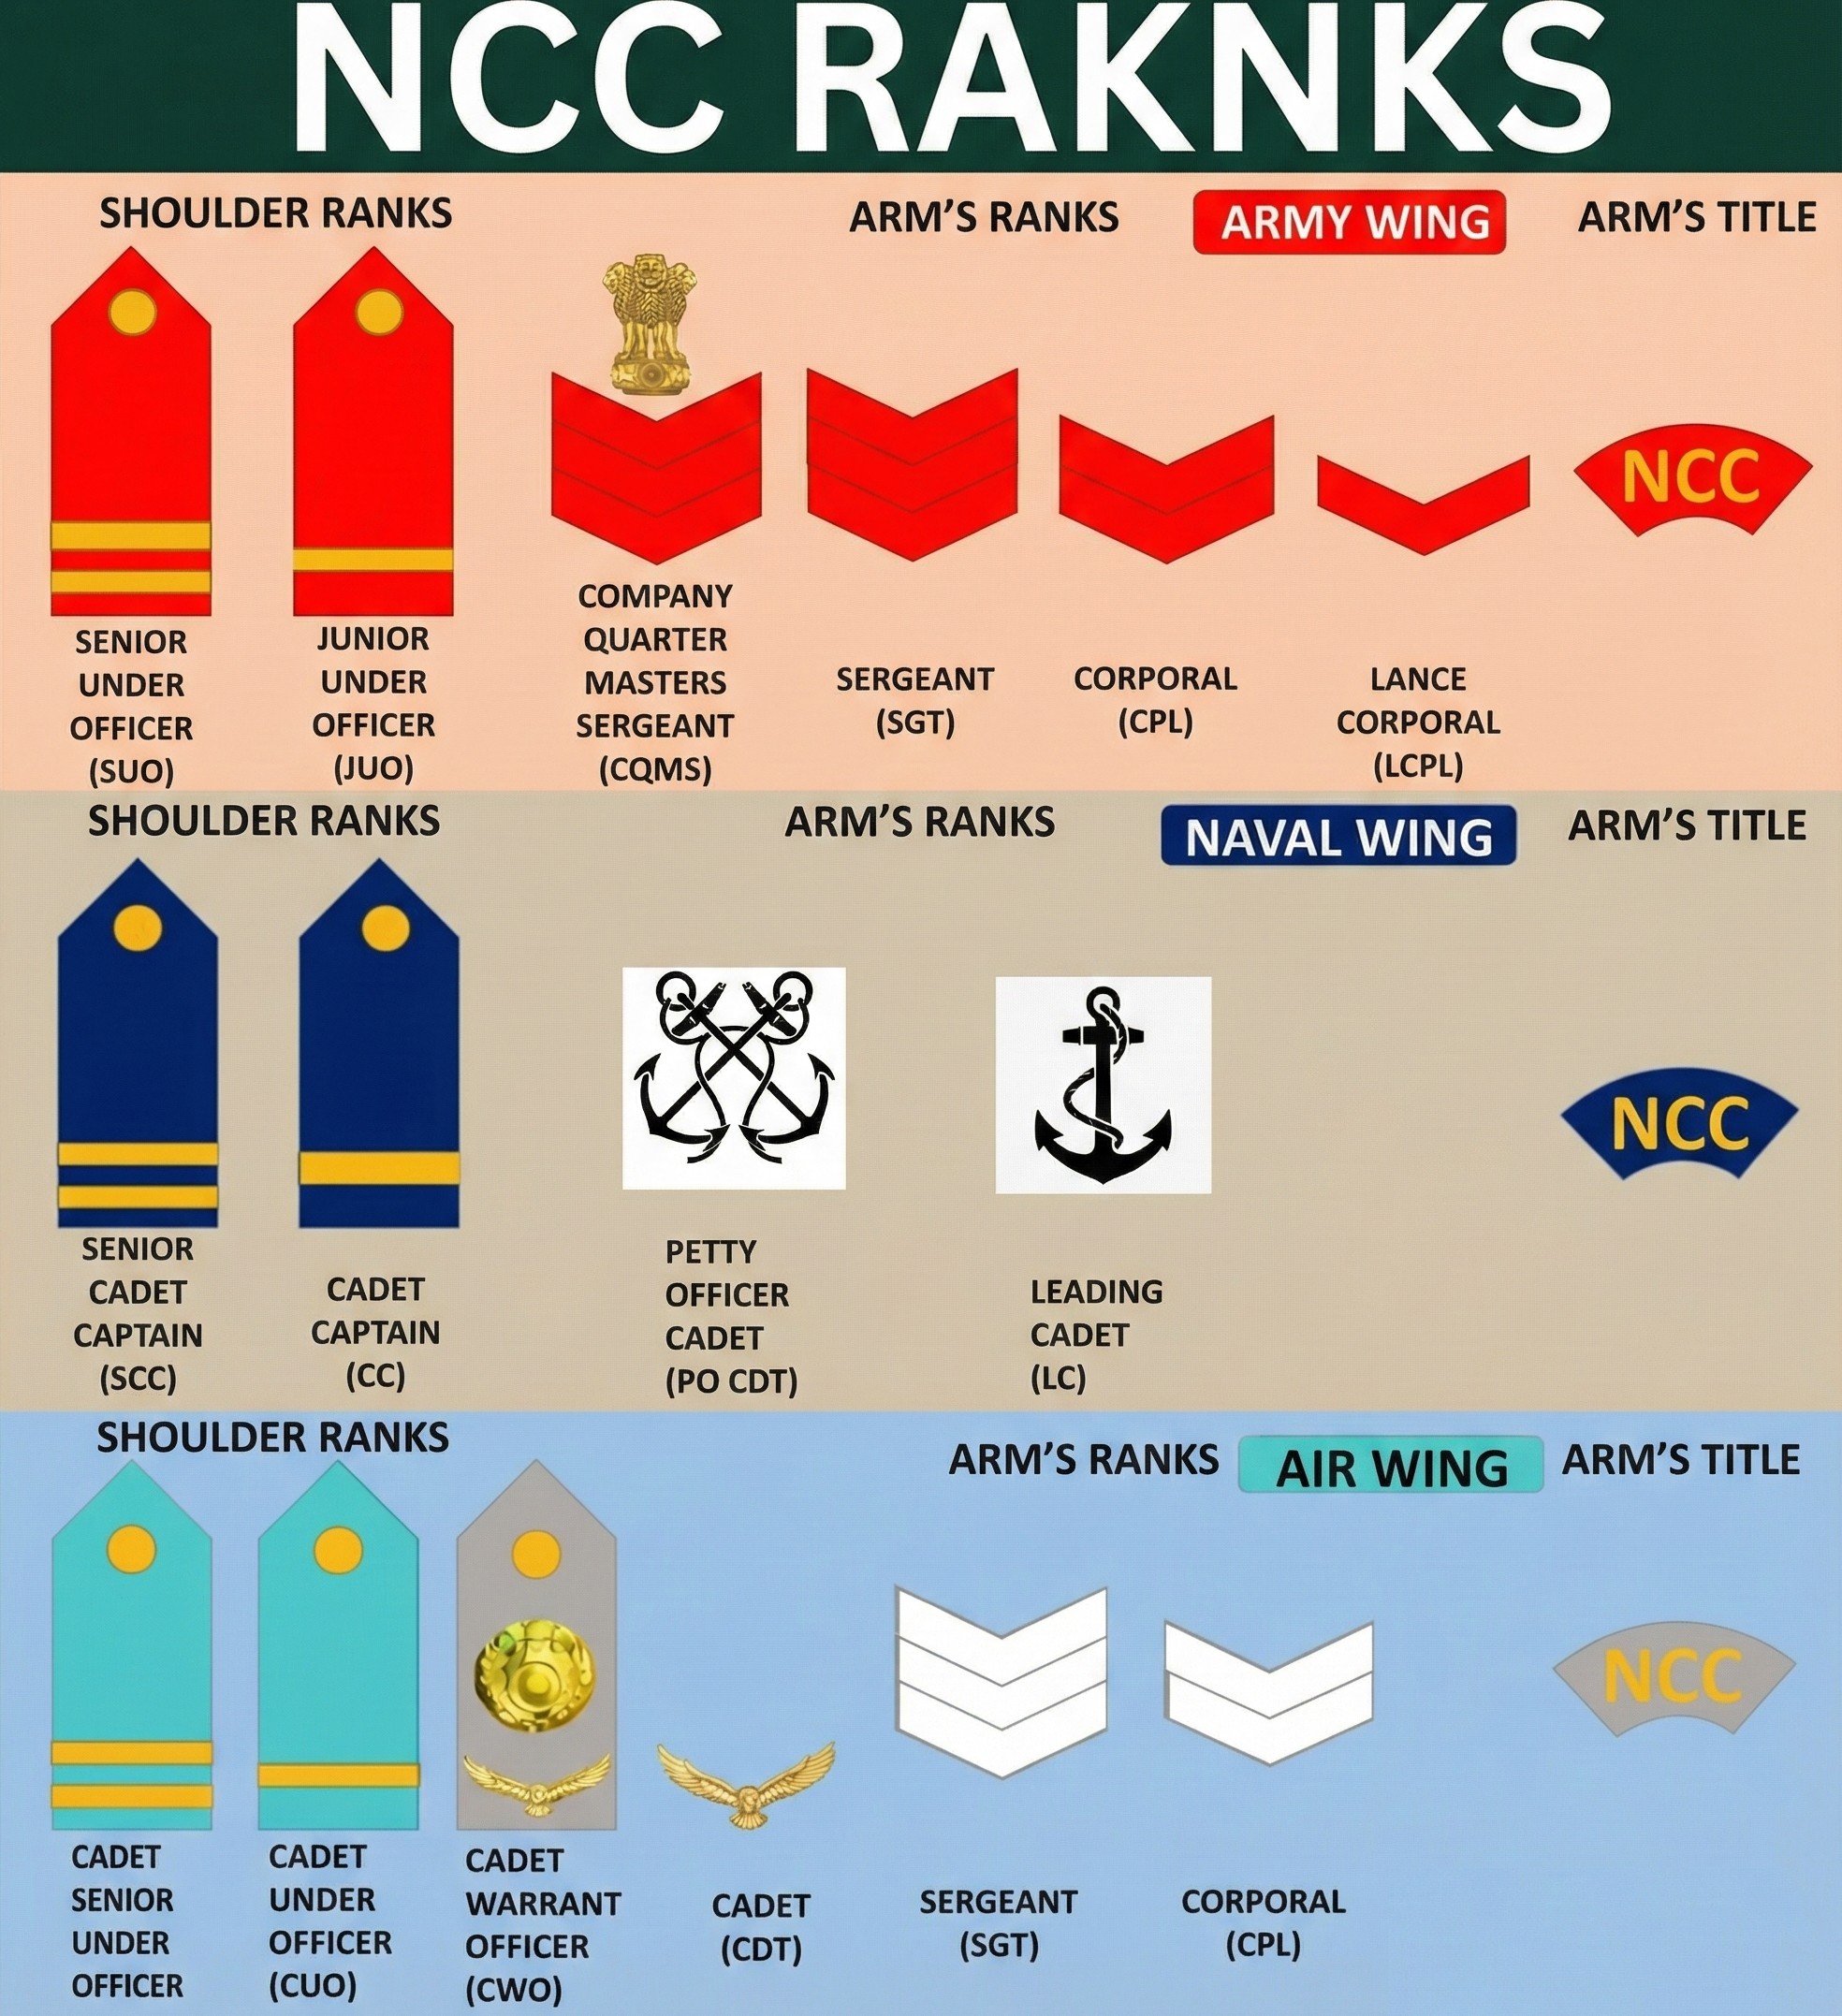 NCC RAKNKS
SHOULDER RANKS
ARM'S RANKS
ARMY WING
ARM'S TITLE
NCC
SENIOR
UNDER
OFFICER
(SUO)
JUNIOR
UNDER
OFFICER
(JUO)
COMPANY
QUARTER
MASTERS
SERGEANT
(CQMS)
SERGEANT
(SGT)
CORPORAL
(CPL)
LANCE
CORPORAL
(LCPL)
SHOULDER RANKS
ARM'S RANKS
NAVAL WING
ARM'S TITLE
NCC
SENIOR
CADET
CAPTAIN
(SCC)
CADET
CAPTAIN
(CC)
PETTY
OFFICER
CADET
(PO CDT)
LEADING
CADET
(LC)
SHOULDER RANKS
ARM'S RANKS
AIR WING
ARM'S TITLE
NCC
CADET
SENIOR
UNDER
OFFICER
CADET
UNDER
OFFICER
(CUO)
CADET
WARRANT
OFFICER
(CWO)
CADET
(CDT)
SERGEANT
(SGT)
CORPORAL
(CPL)